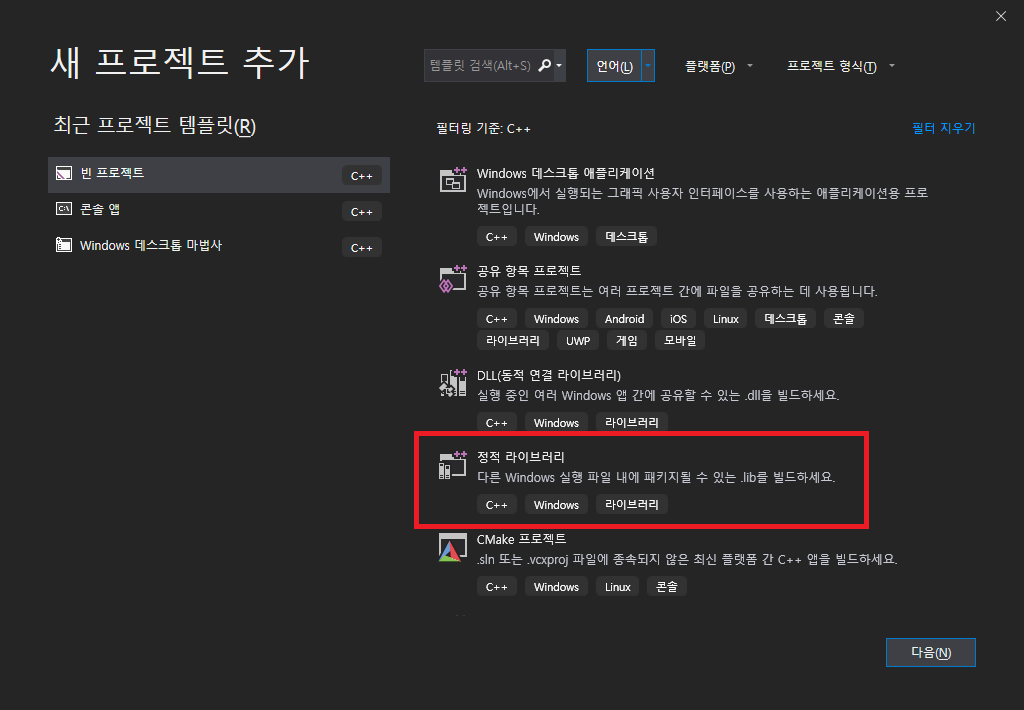 새 프로젝트 추가
템플릿 검색(Alt+S)
언어(L)
플랫폼(P)
프로젝트 형식(T)
최근 프로젝트 템플릿(R)
빈 프로젝트
C++
콘솔 앱
C++
Windows 데스크톱 마법사
C++
필터링 기준: C++
필터 지우기
Windows 데스크톱 애플리케이션
Windows에서 실행되는 그래픽 사용자 인터페이스를 사용하는 애플리케이션용 프로
젝트입니다.
C++ Windows 데스크톱
공유 항목 프로젝트
공유 항목 프로젝트는 여러 프로젝트 간에 파일을 공유하는 데 사용됩니다.
C++ Windows Android iOS Linux 데스크톱 콘솔
라이브러리 UWP 게임 모바일
DLL(동적 연결 라이브러리)
실행 중인 여러 Windows 앱 간에 공유할 수 있는 .dll을 빌드하세요.
C++ Windows 라이브러리
정적 라이브러리
다른 Windows 실행 파일 내에 패키지될 수 있는 .lib를 빌드하세요.
C++ Windows 라이브러리
CMake 프로젝트
.sln 또는 .vcxproj 파일에 종속되지 않은 최신 플랫폼 간 C++ 앱을 빌드하세요.
C++ Windows Linux 콘솔
다음(N)